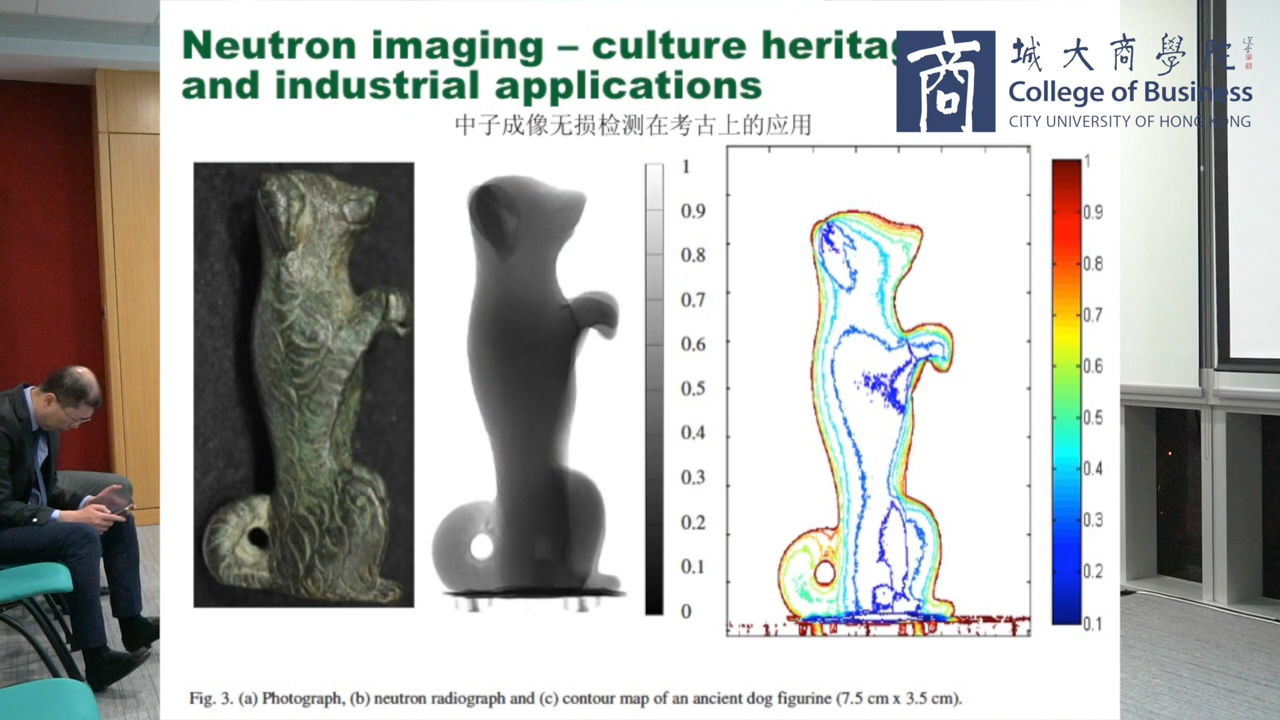 Neutron imaging – culture heritag
and industrial applications
中子成像无损检测在考古上的应用
商
城大商學院
College of Business
CITY UNIVERSITY OF HONG KONG
1
0.9
0.8
0.7
0.6
0.5
0.4
0.3
0.2
0.1
0
1
0.9
0.8
0.7
0.6
0.5
0.4
0.3
0.2
0.1
Fig. 3. (a) Photograph, (b) neutron radiograph and (c) contour map of an ancient dog figurine (7.5 cm x 3.5 cm).